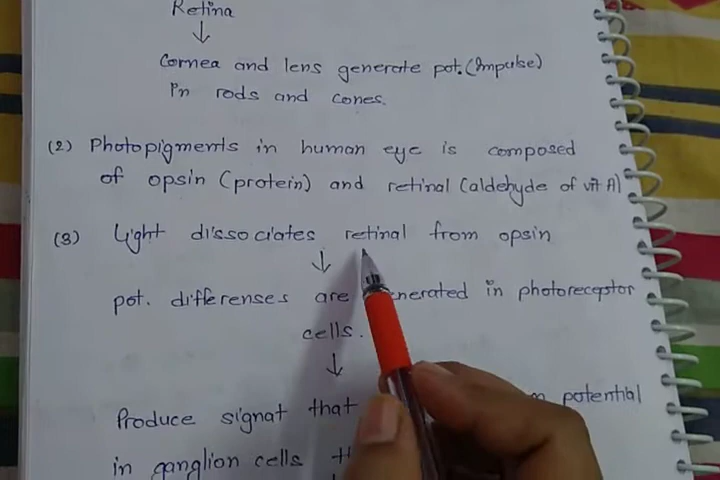 Retina
↓
Cornea and lens generate pot. (Impulse)
in rods and cones.
(2) Photopigments in human eye is composed
of opsin (protein) and retinal (aldehyde of vit A)
(3) Light dissociates retinal from opsin
↓
pot. differenses are enerated in photoreceptor
cells.
↓
Produce signat that potential
in ganglion cells